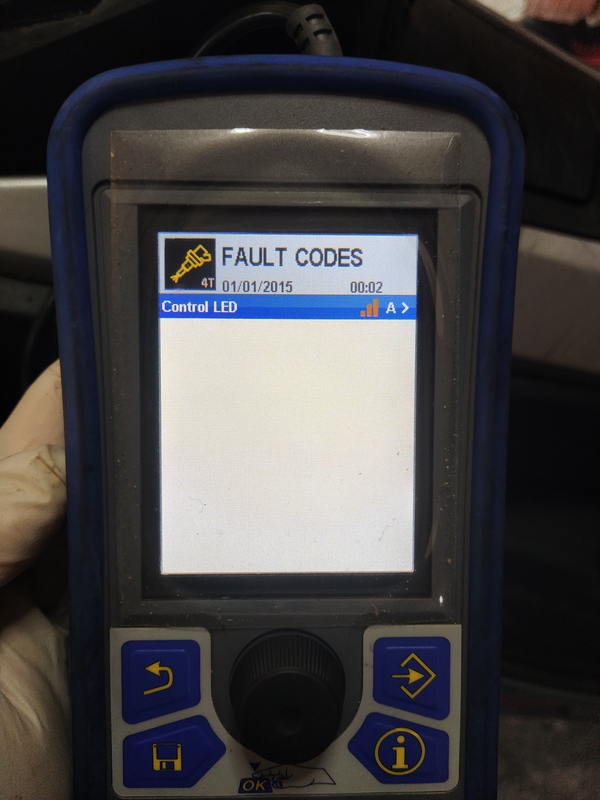 FAULT CODES
4T
01/01/2015 00:02
Control LED A >
OK